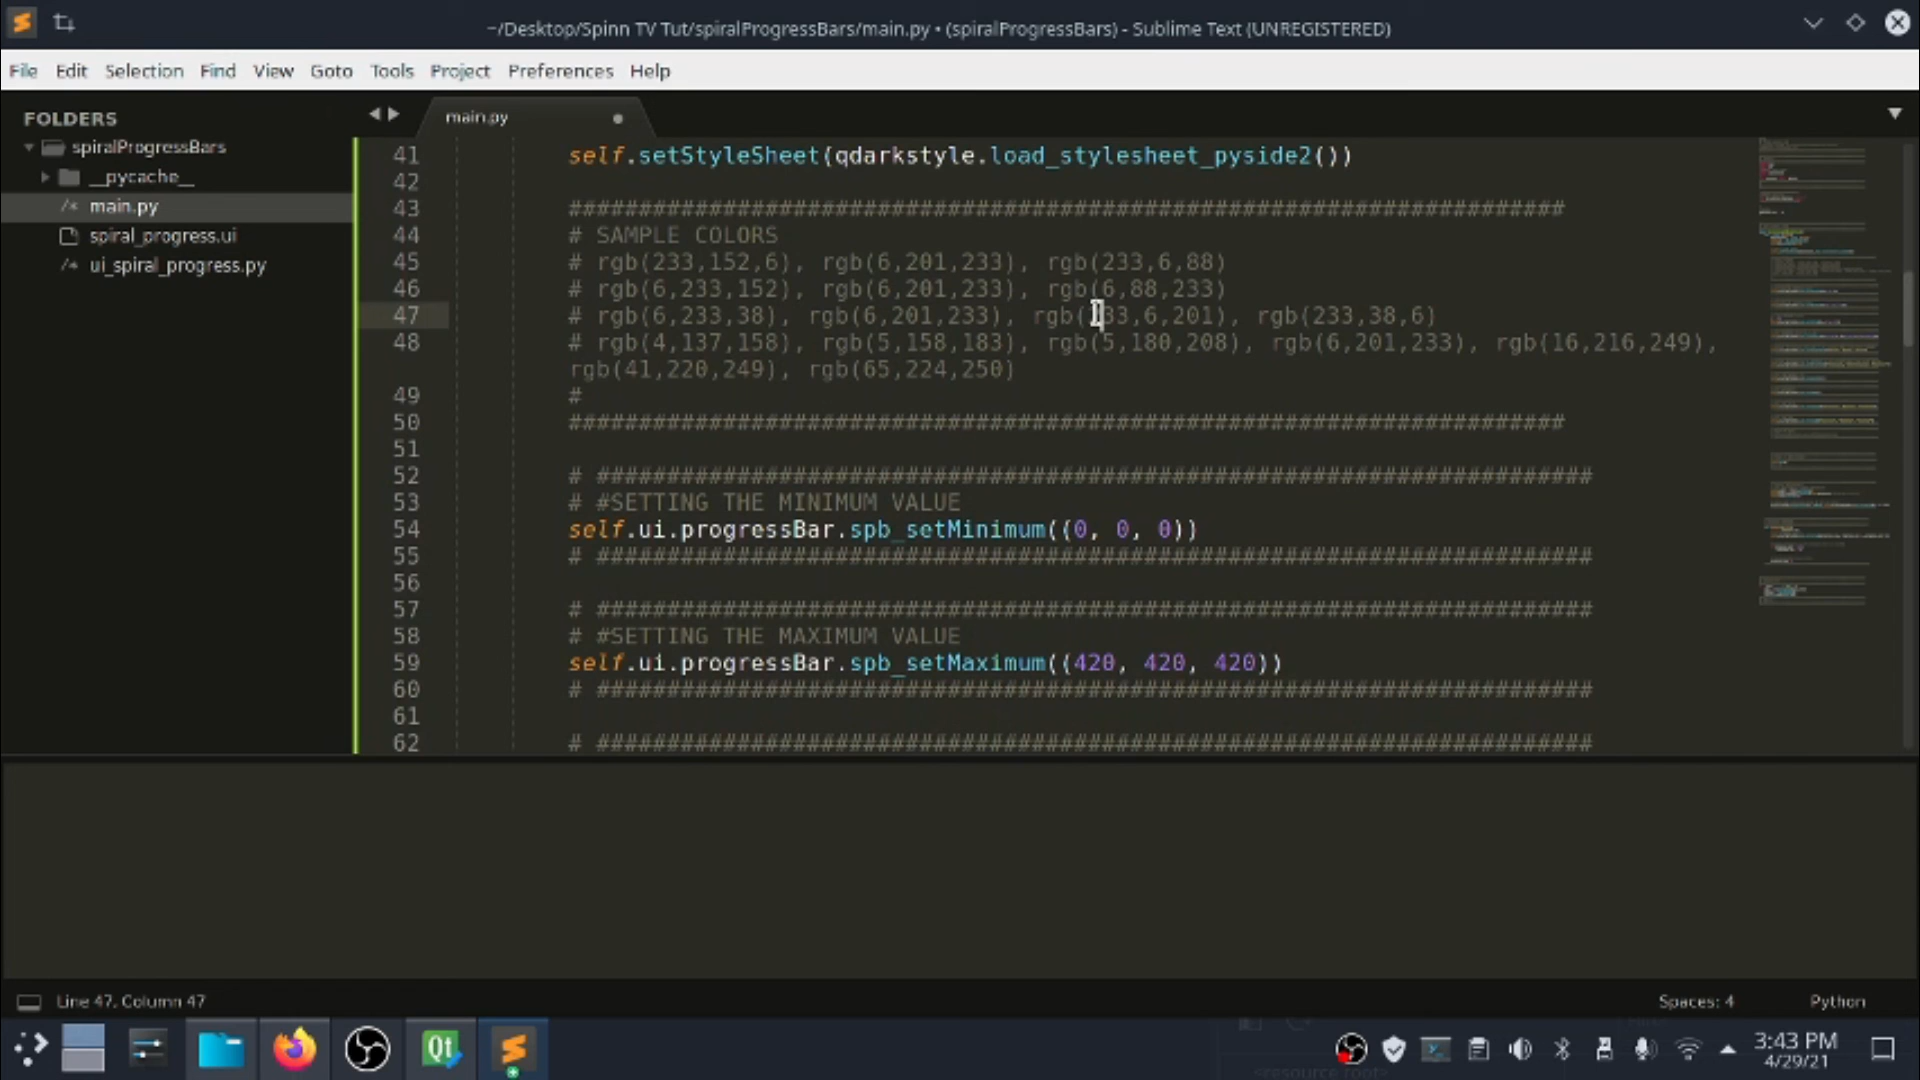 ~/Desktop/Spinn TV Tut/spiralProgressBars/main.py • (spiralProgressBars) - Sublime Text (UNREGISTERED)
File Edit Selection Find View Goto Tools Project Preferences Help
FOLDERS
spiralProgressBars
__pycache__
main.py
spiral_progress.ui
ui_spiral_progress.py
main.py
41 self.setStyleSheet(qdarkstyle.load_stylesheet_pyside2())
42
43 #######################################################################
44 # SAMPLE COLORS
45 # rgb(233,152,6), rgb(6,201,233), rgb(233,6,88)
46 # rgb(6,233,152), rgb(6,201,233), rgb(6,88,233)
47 # rgb(6,233,38), rgb(6,201,233), rgb(233,6,201), rgb(233,38,6)
48 # rgb(4,137,158), rgb(5,158,183), rgb(5,180,208), rgb(6,201,233), rgb(16,216,249),
rgb(41,220,249), rgb(65,224,250)
49 #
50 #######################################################################
51
52 # #######################################################################
53 # #SETTING THE MINIMUM VALUE
54 self.ui.progressBar.spb_setMinimum((0, 0, 0))
55 # #######################################################################
56
57 # #######################################################################
58 # #SETTING THE MAXIMUM VALUE
59 self.ui.progressBar.spb_setMaximum((420, 420, 420))
60 # #######################################################################
61
62 # #######################################################################
Line 47, Column 47
Spaces: 4
Python
Qt
3:43 PM
4/29/21